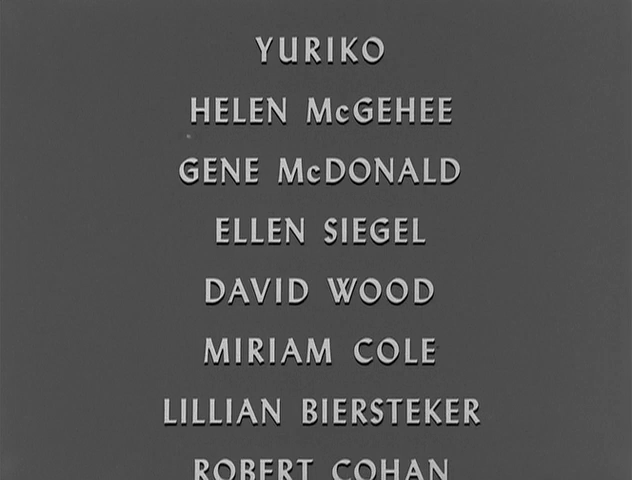 YURIKO
HELEN McGEHEE
GENE McDONALD
ELLEN SIEGEL
DAVID WOOD
MIRIAM COLE
LILLIAN BIERSTEKER
ROBERT COHAN